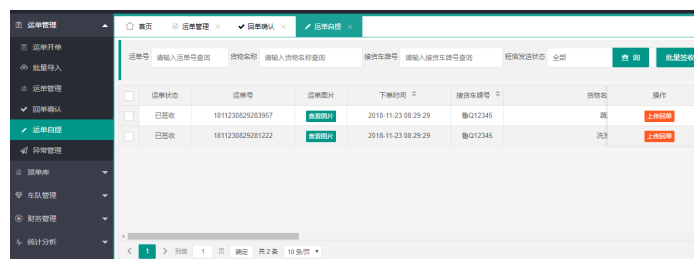 运单管理
运单开单
批量导入
运单管理
回单确认
运单自提
异常管理
派单库
车队管理
财务管理
统计分析
首页 运单管理 × 回单确认 × 运单自提 ×
运单号 请输入运单号查询 货物名称 请输入货物名称查询 接货车牌号 请输入接货车牌号查询 短信发送状态 全部 查询 批量签收
运单状态 运单号 运单图片 下单时间 接货车牌号 货物名 操作
已签收 1811230829283957 查看图片 2018-11-23 08:29:29 鲁Q12345 上传回单
已签收 1811230829281222 查看图片 2018-11-23 08:29:29 鲁Q12345 上传回单
< 1 > 到第 1 页 确定 共 2 条 10 条/页